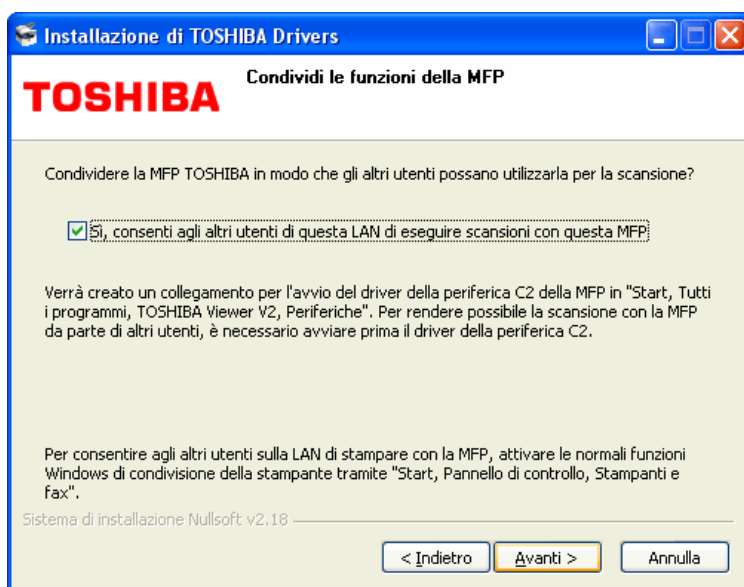 Installazione di TOSHIBA Drivers
TOSHIBA
Condividi le funzioni della MFP
Condividere la MFP TOSHIBA in modo che gli altri utenti possano utilizzarla per la scansione?
Sì, consenti agli altri utenti di questa LAN di eseguire scansioni con questa MFP
Verrà creato un collegamento per l'avvio del driver della periferica C2 della MFP in "Start, Tutti
i programmi, TOSHIBA Viewer V2, Periferiche". Per rendere possibile la scansione con la MFP
da parte di altri utenti, è necessario avviare prima il driver della periferica C2.
Per consentire agli altri utenti sulla LAN di stampare con la MFP, attivare le normali funzioni
Windows di condivisione della stampante tramite "Start, Pannello di controllo, Stampanti e
fax".
Sistema di installazione Nullsoft v2.18
< Indietro
Avanti >
Annulla